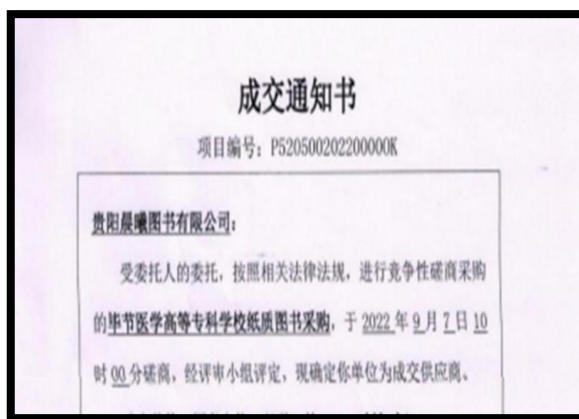 成交通知书
项目编号：P520500202200000K
贵阳晨曦图书有限公司：
受委托人的委托，按照相关法律法规，进行竞争性磋商采购
的毕节医学高等专科学校纸质图书采购，于 2022 年 9 月 7 日 10
时 00 分磋商，经评审小组评定，现确定你单位为成交供应商、